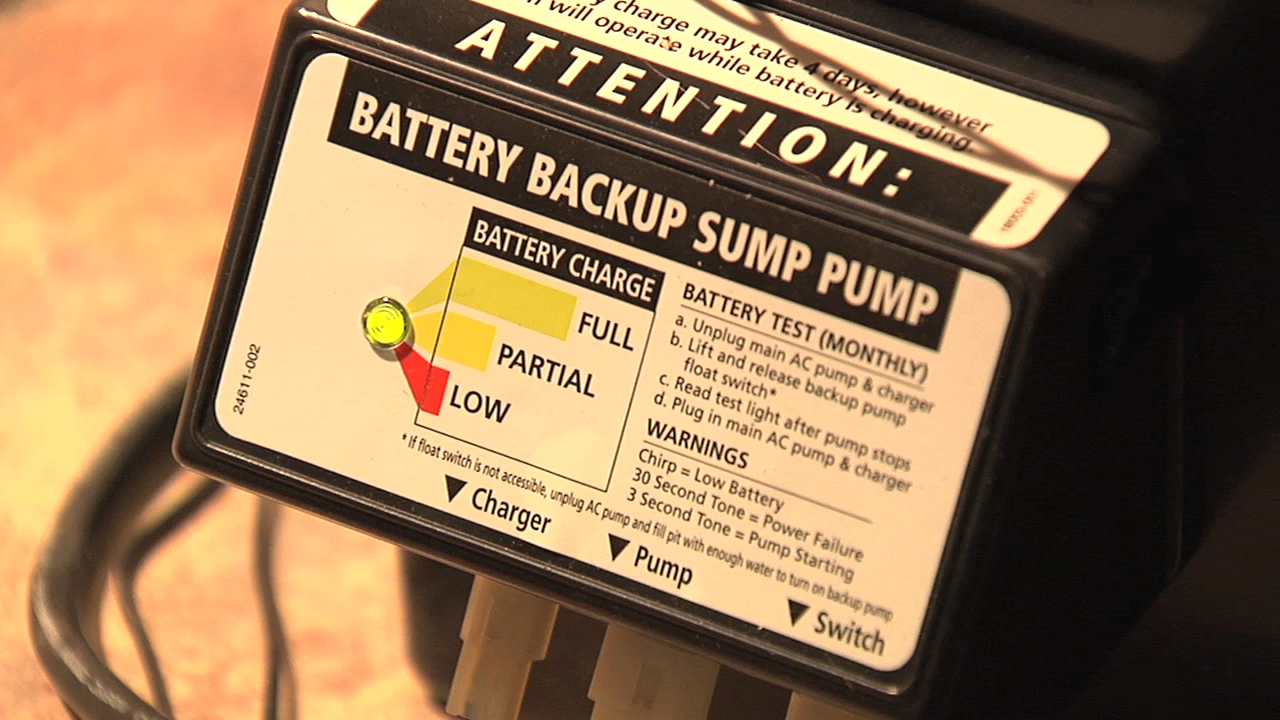 charge may take 4 days, however
will operate while battery is charging.
ATTENTION:
BATTERY BACKUP SUMP PUMP
BATTERY CHARGE
FULL
PARTIAL
LOW
24611-002
BATTERY TEST (MONTHLY)
a. Unplug main AC pump & charger
b. Lift and release backup pump
float switch*
c. Read test light after pump stops
d. Plug in main AC pump & charger
WARNINGS
Chirp = Low Battery
30 Second Tone = Power Failure
3 Second Tone = Pump Starting
* If float switch is not accessible, unplug AC pump and fill pit with enough water to turn on backup pump
▼ Charger
▼ Pump
▼ Switch